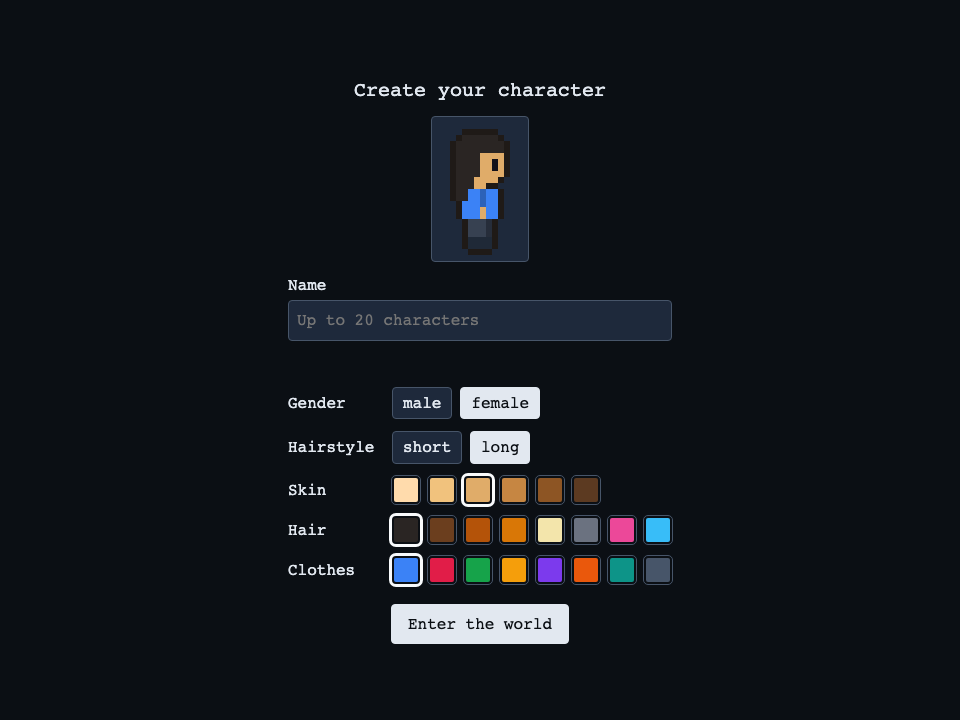 Create your character
Name
Up to 20 characters
Gender male female
Hairstyle short long
Skin
Hair
Clothes
Enter the world